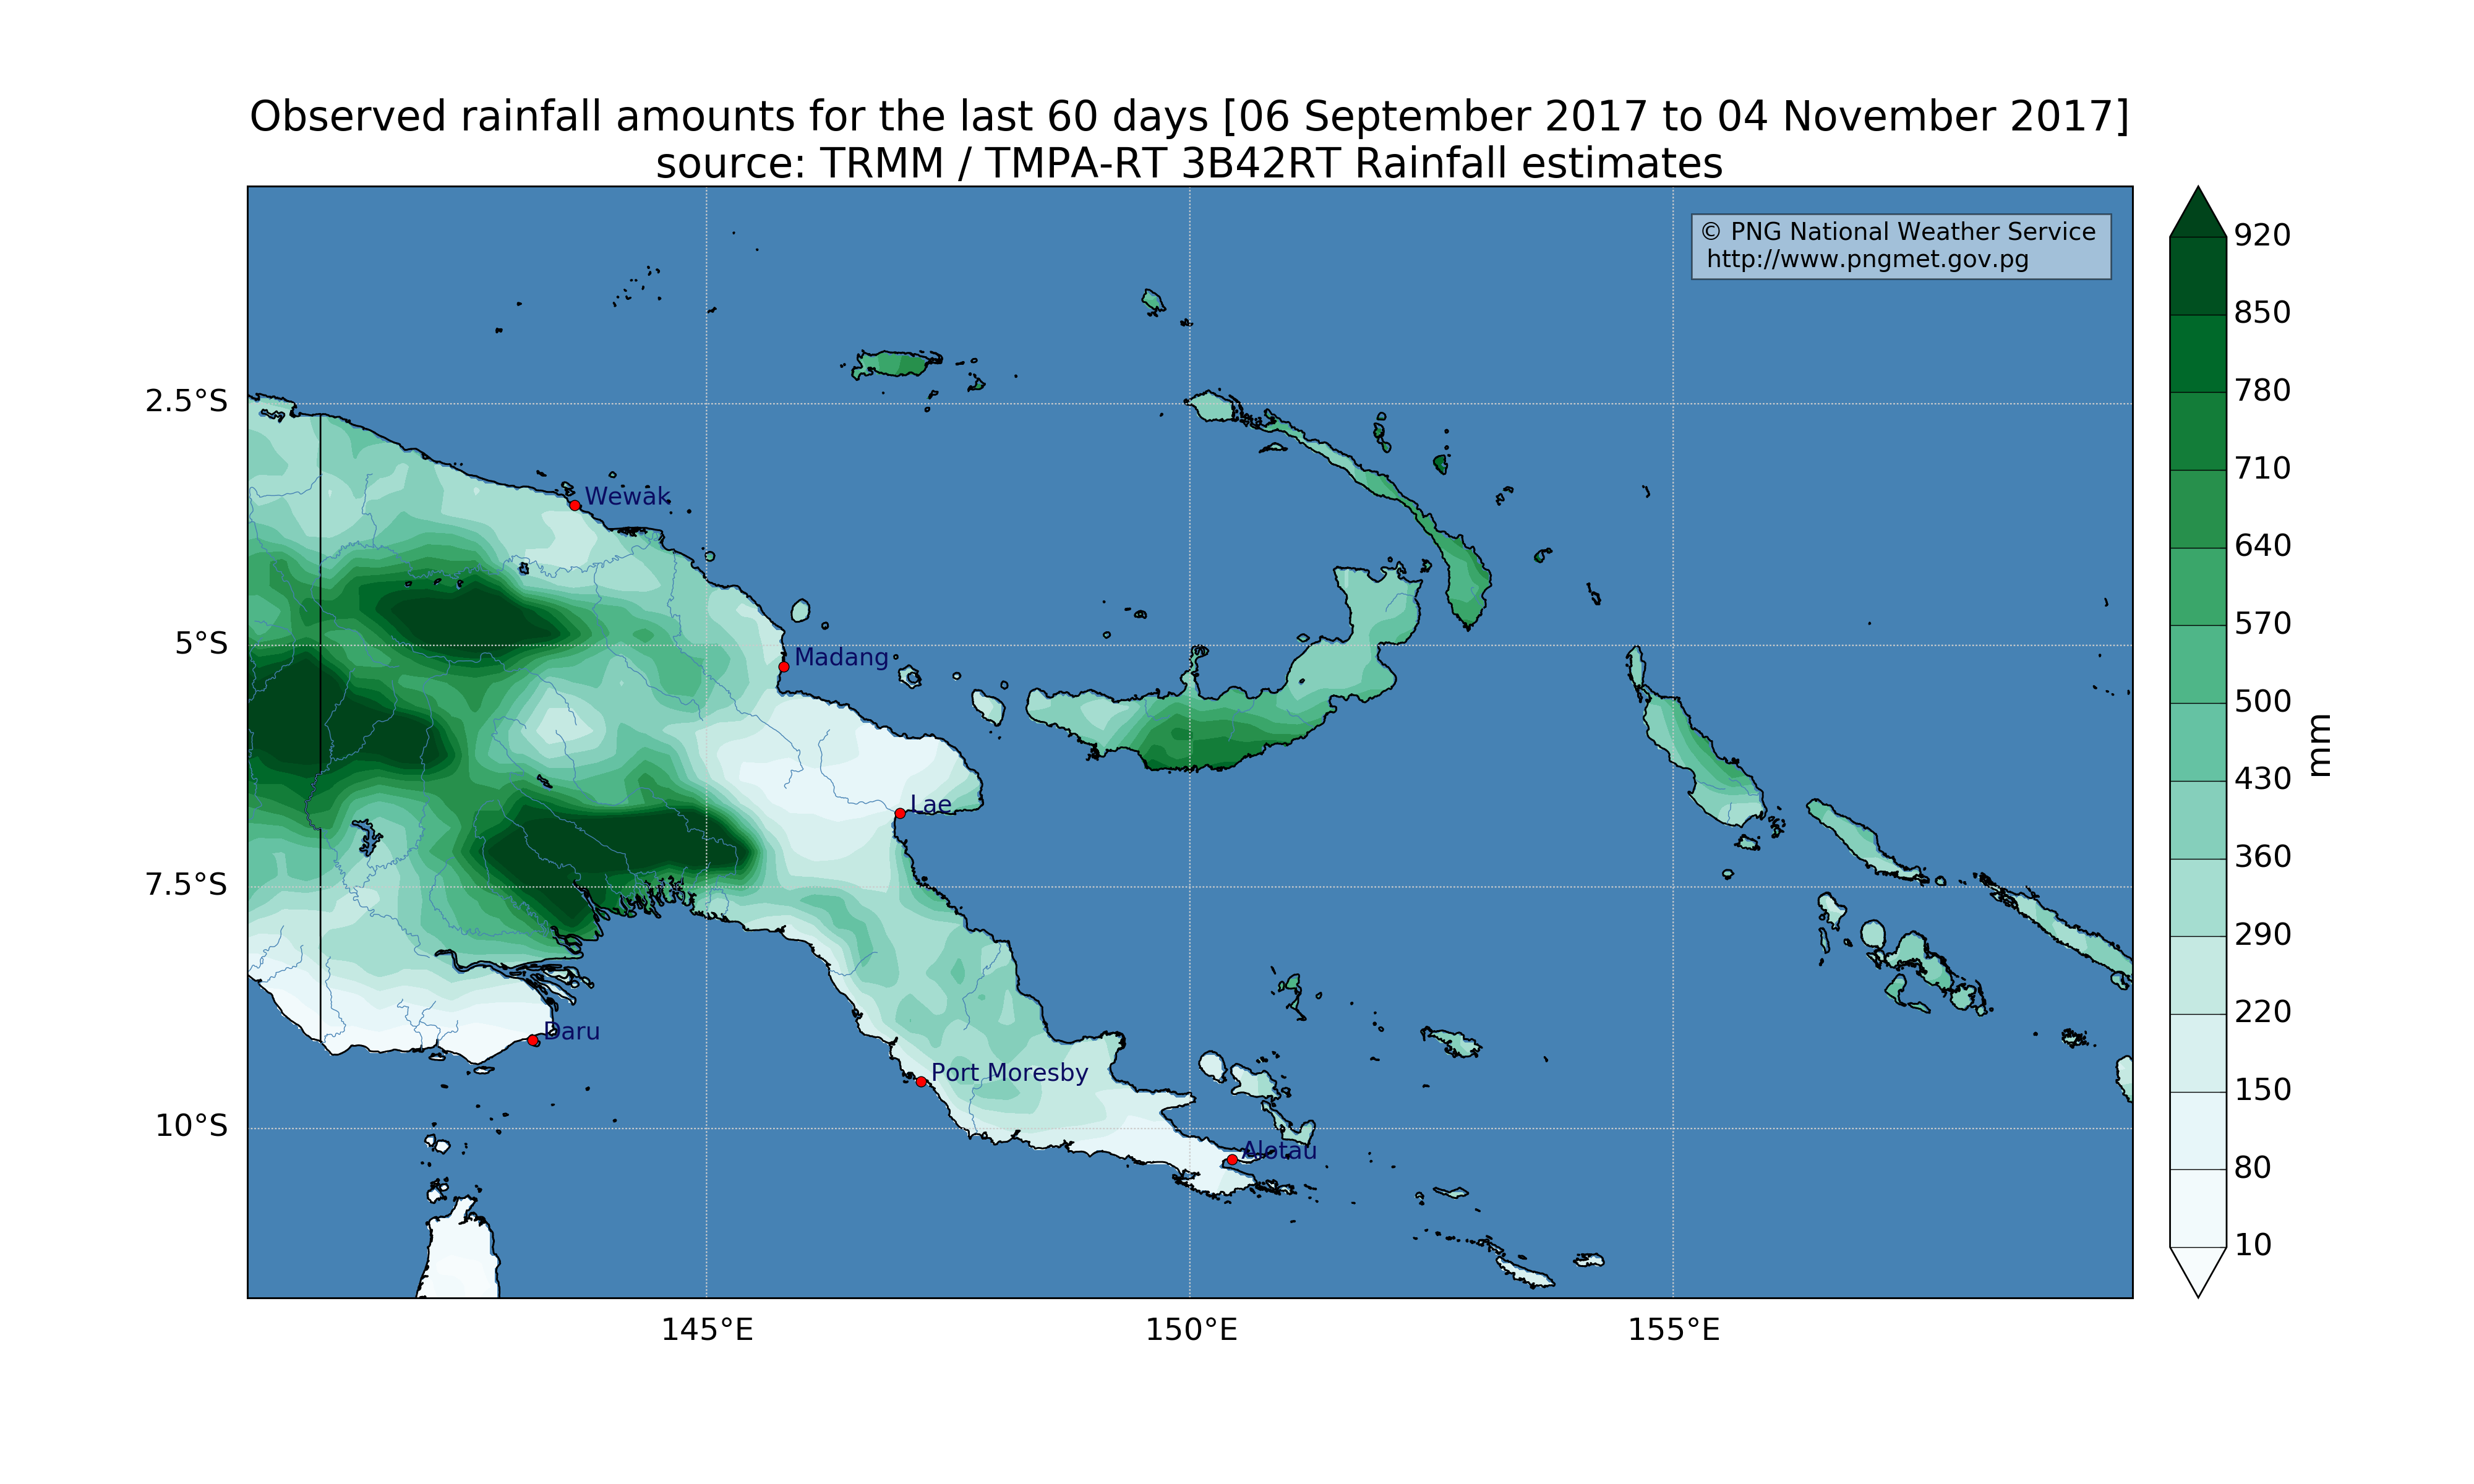 Observed rainfall amounts for the last 60 days [06 September 2017 to 04 November 2017]
source: TRMM / TMPA-RT 3B42RT Rainfall estimates
© PNG National Weather Service
http://www.pngmet.gov.pg
920
850
780
710
640
570
500
430
360
290
220
150
80
10
mm
2.5°S
5°S
7.5°S
10°S
Wewak
Madang
Lae
Daru
Port Moresby
Alotau
145°E
150°E
155°E